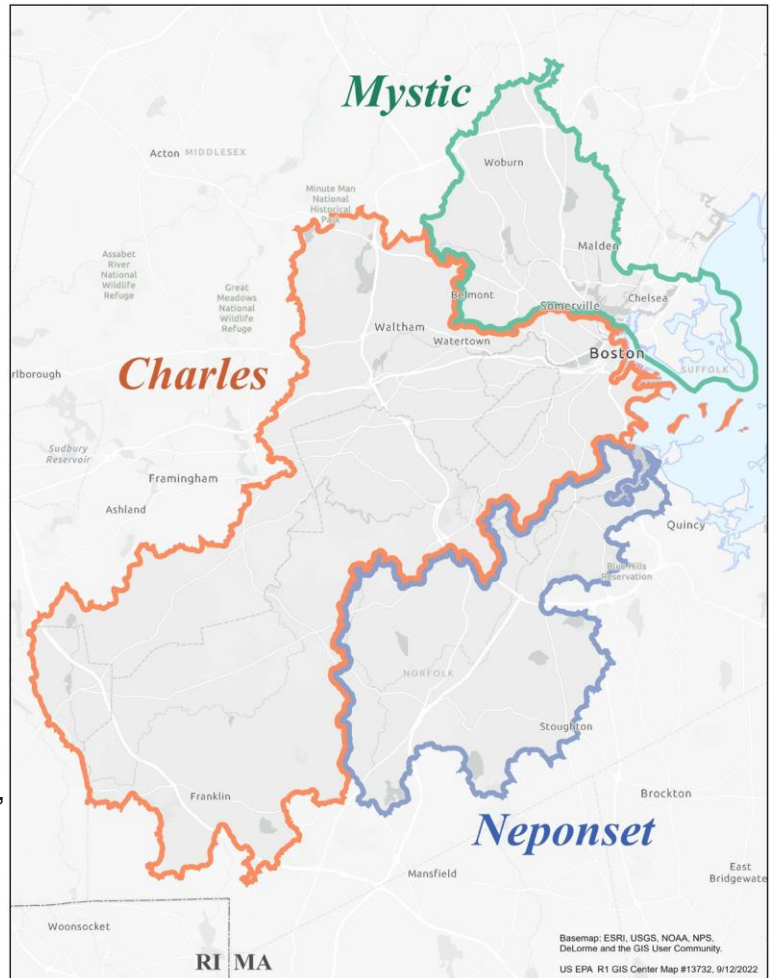 Mystic
Acton MIDDLESEX
Woburn
Minute Man
National
Historical
Park
Malden
Assabet
River
National
Wildlife
Refuge
Great
Meadows
National
Wildlife
Refuge
Belmont
Somerville
Chelsea
Waltham
Watertown
Boston
SUFFOLK
Charles
rlborough
Sudbury
Reservoir
Framingham
Ashland
Quincy
Blue Hills
Reservation
NORFOLK
Stoughton
Franklin
,
Brockton
Neponset
Mansfield
East
Bridgewate
Woonsocket
RI MA
Basemap: ESRI, USGS, NOAA, NPS,
DeLorme and the GIS User Community.
US EPA R1 GIS Center Map #13732, 9/12/2022